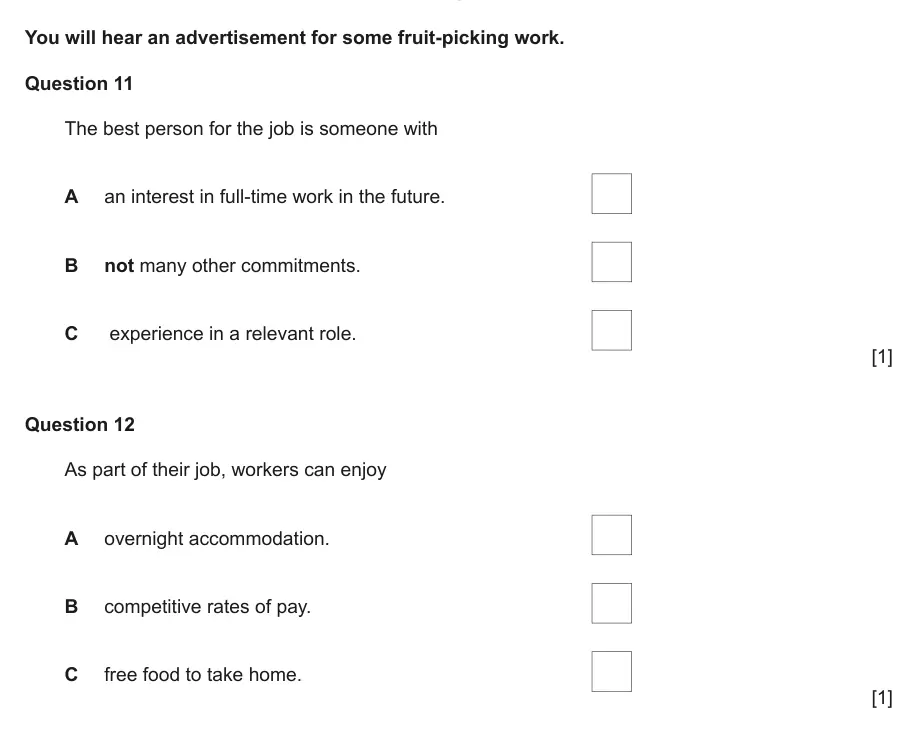 You will hear an advertisement for some fruit-picking work.
Question 11
The best person for the job is someone with
A an interest in full-time work in the future.
B not many other commitments.
C experience in a relevant role.
[1]
Question 12
As part of their job, workers can enjoy
A overnight accommodation.
B competitive rates of pay.
C free food to take home.
[1]